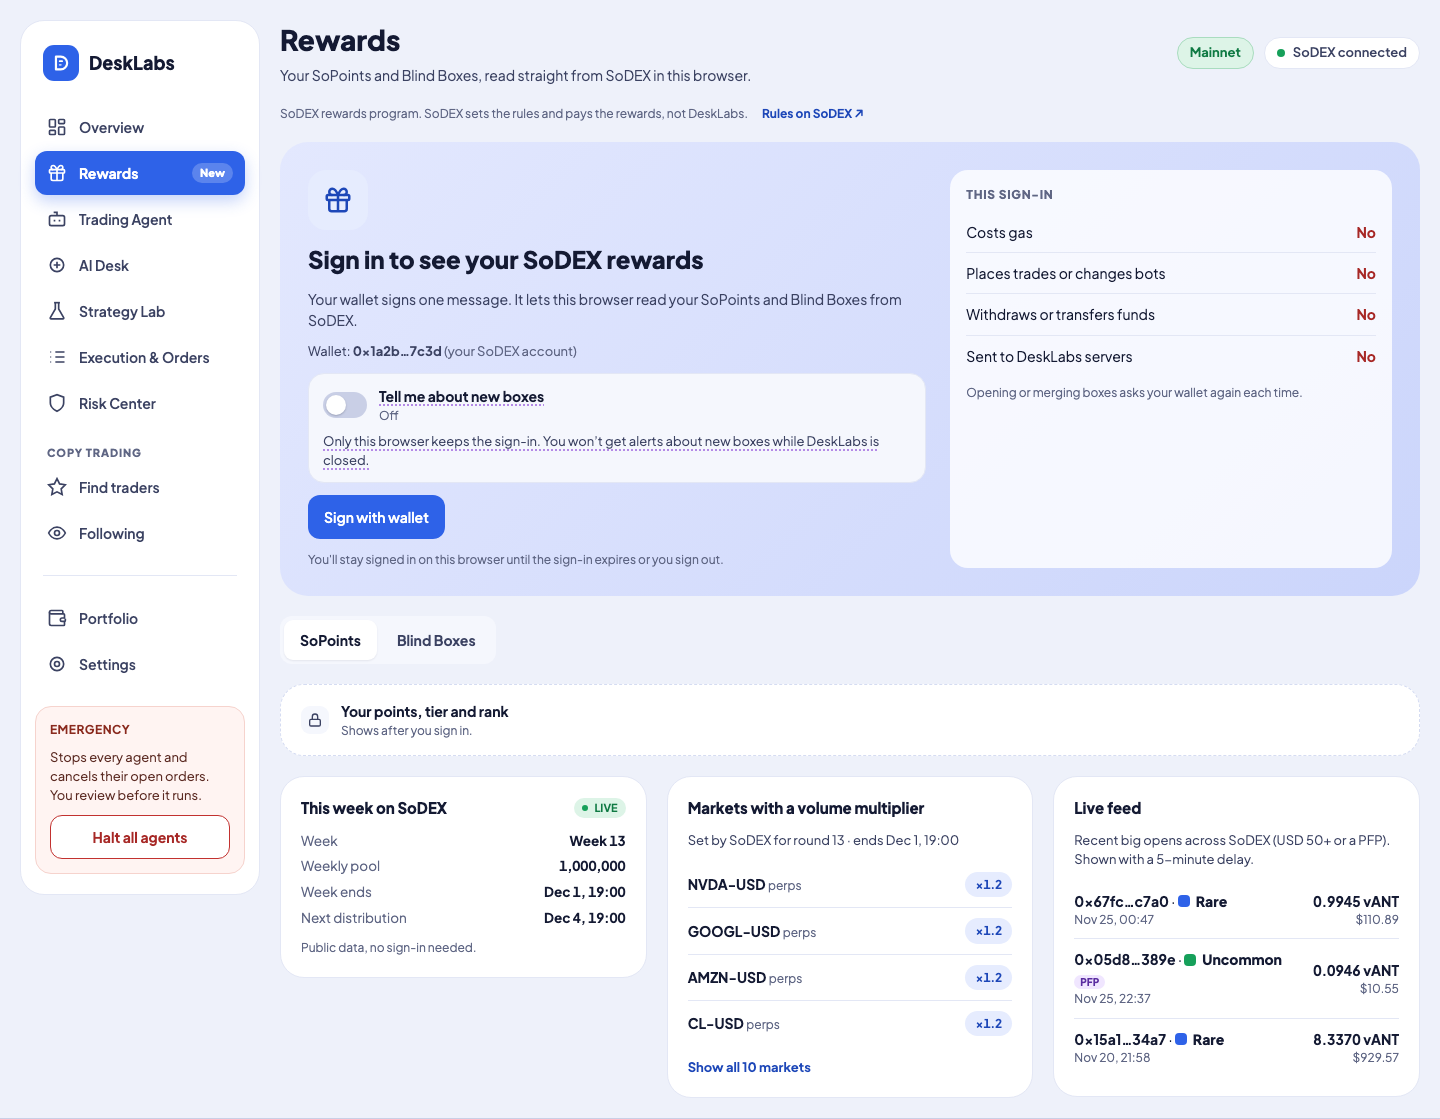 DeskLabs
Overview
Rewards New
Trading Agent
AI Desk
Strategy Lab
Execution & Orders
Risk Center
COPY TRADING
Find traders
Following
Portfolio
Settings
EMERGENCY
Stops every agent and
cancels their open orders.
You review before it runs.
Halt all agents
Rewards
Your SoPoints and Blind Boxes, read straight from SoDEX in this browser.
Mainnet
SoDEX connected
SoDEX rewards program. SoDEX sets the rules and pays the rewards, not DeskLabs. Rules on SoDEX ↗
Sign in to see your SoDEX rewards
Your wallet signs one message. It lets this browser read your SoPoints and Blind Boxes from
SoDEX.
Wallet: 0x1a2b…7c3d (your SoDEX account)
Tell me about new boxes
Off
Only this browser keeps the sign-in. You won't get alerts about new boxes while DeskLabs is
closed.
Sign with wallet
You'll stay signed in on this browser until the sign-in expires or you sign out.
THIS SIGN-IN
Costs gas No
Places trades or changes bots No
Withdraws or transfers funds No
Sent to DeskLabs servers No
Opening or merging boxes asks your wallet again each time.
SoPoints Blind Boxes
Your points, tier and rank
Shows after you sign in.
This week on SoDEX LIVE
Week Week 13
Weekly pool 1,000,000
Week ends Dec 1, 19:00
Next distribution Dec 4, 19:00
Public data, no sign-in needed.
Markets with a volume multiplier
Set by SoDEX for round 13 · ends Dec 1, 19:00
NVDA-USD perps ×1.2
GOOGL-USD perps ×1.2
AMZN-USD perps ×1.2
CL-USD perps ×1.2
Show all 10 markets
Live feed
Recent big opens across SoDEX (USD 50+ or a PFP).
Shown with a 5-minute delay.
0x67fc…c7a0 · Rare 0.9945 vANT
Nov 25, 00:47 $110.89
0x05d8…389e · Uncommon 0.0946 vANT
PFP
Nov 25, 22:37 $10.55
0x15a1…34a7 · Rare 8.3370 vANT
Nov 20, 21:58 $929.57